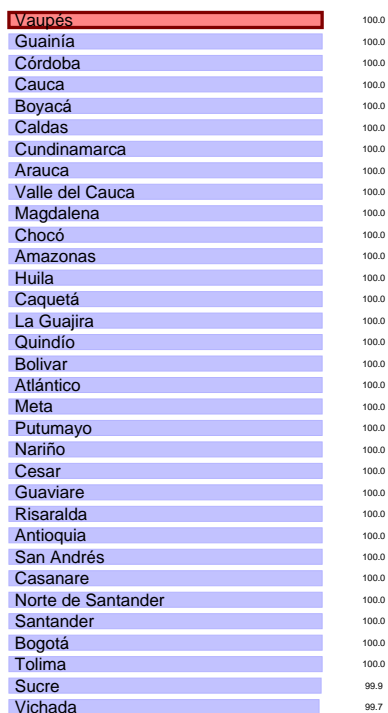 Vaupés 100.0
Guainía 100.0
Córdoba 100.0
Cauca 100.0
Boyacá 100.0
Caldas 100.0
Cundinamarca 100.0
Arauca 100.0
Valle del Cauca 100.0
Magdalena 100.0
Chocó 100.0
Amazonas 100.0
Huila 100.0
Caquetá 100.0
La Guajira 100.0
Quindío 100.0
Bolivar 100.0
Atlántico 100.0
Meta 100.0
Putumayo 100.0
Nariño 100.0
Cesar 100.0
Guaviare 100.0
Risaralda 100.0
Antioquia 100.0
San Andrés 100.0
Casanare 100.0
Norte de Santander 100.0
Santander 100.0
Bogotá 100.0
Tolima 100.0
Sucre 99.9
Vichada 99.7